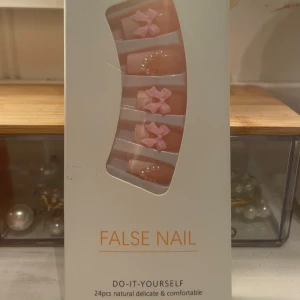 FALSE NAIL
DO-IT-YOURSELF
24pcs natural delicate & comfortable